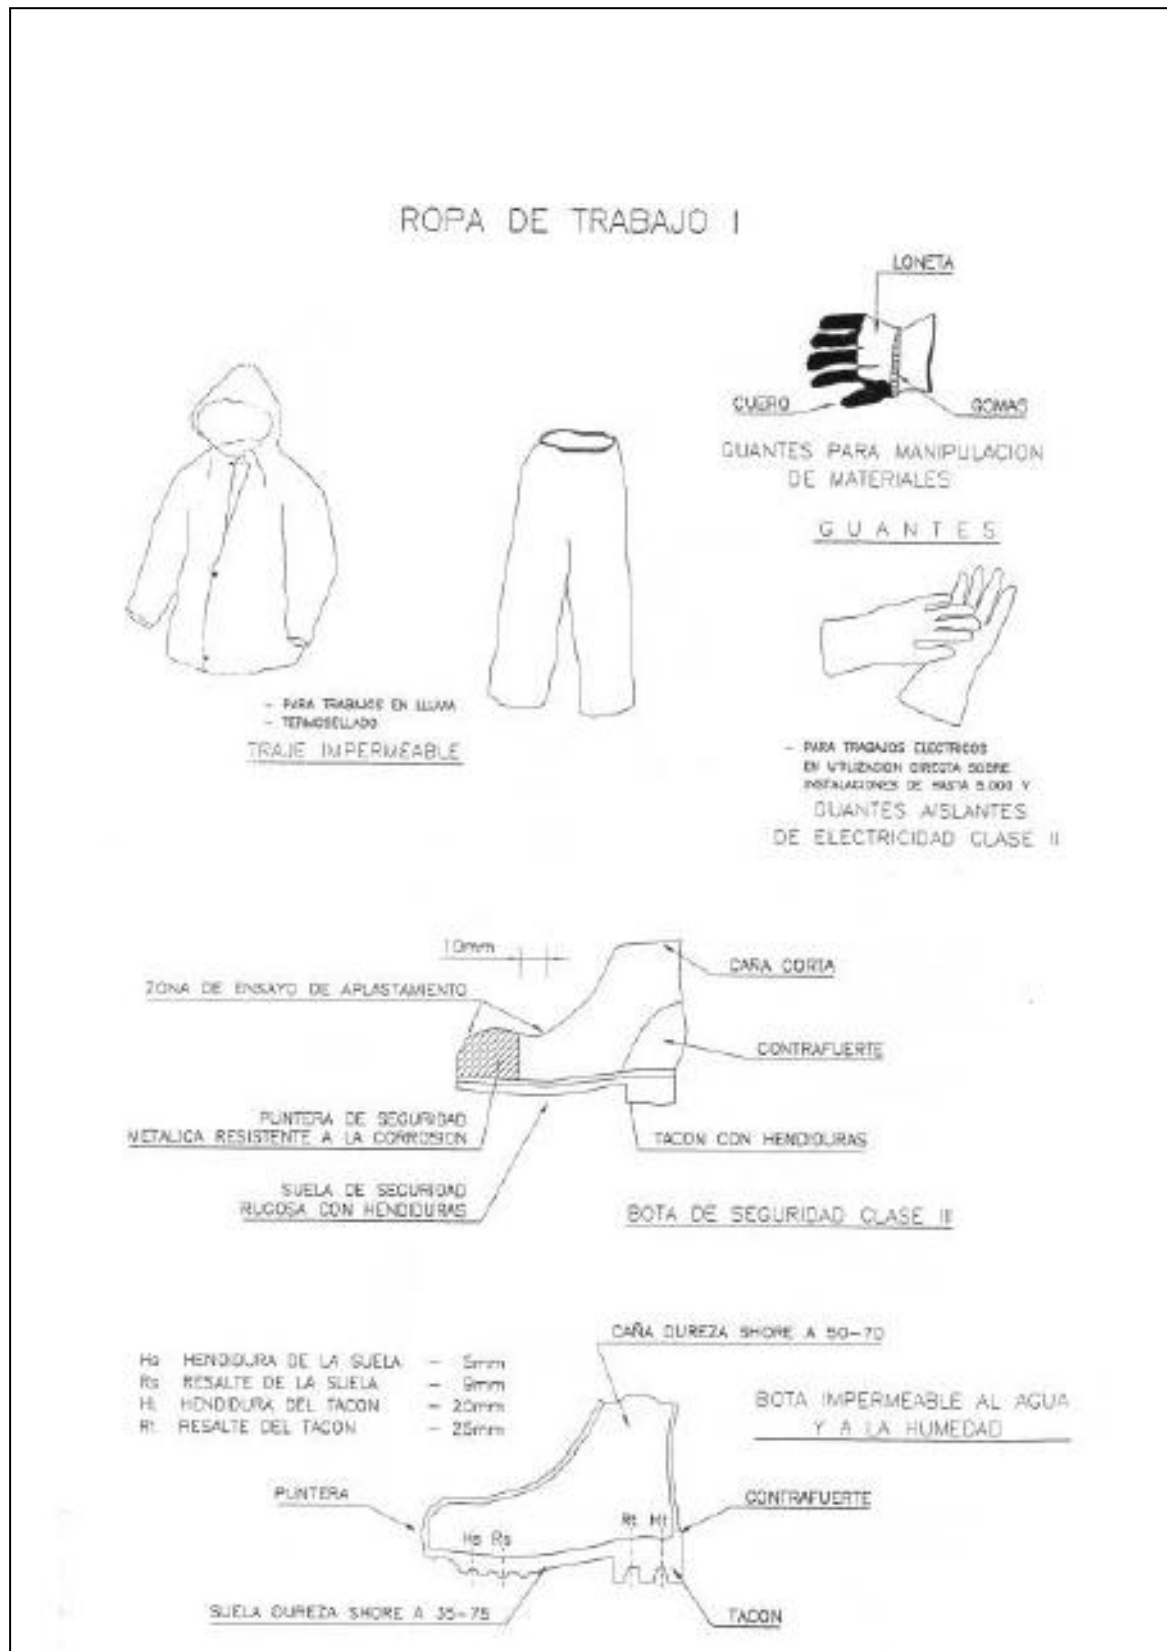 ROPA DE TRABAJO I
LONETA
CUERO
GOMAS
GUANTES PARA MANIPULACION
DE MATERIALES
G U A N T E S
- PARA TRABAJOS EN LLUVIA
- TERMOSELLADO
TRAJE IMPERMEABLE
- PARA TRABAJOS ELECTRICOS
EN UTILIZACION DIRECTA SOBRE
INSTALACIONES DE HASTA 5.000 V
GUANTES AISLANTES
DE ELECTRICIDAD CLASE II
10mm
CAÑA CORTA
ZONA DE ENSAYO DE APLASTAMIENTO
CONTRAFUERTE
PUNTERA DE SEGURIDAD
METALICA RESISTENTE A LA CORROSION
TACON CON HENDIDURAS
SUELA DE SEGURIDAD
RUGOSA CON HENDIDURAS
BOTA DE SEGURIDAD CLASE III
CAÑA DUREZA SHORE A 50-70
Hs HENDIDURA DE LA SUELA - 5mm
Rs RESALTE DE LA SUELA - 9mm
Ht HENDIDURA DEL TACON - 20mm
Rt RESALTE DEL TACON - 25mm
BOTA IMPERMEABLE AL AGUA
Y A LA HUMEDAD
PUNTERA
CONTRAFUERTE
Hs Rs
Rt Ht
SUELA DUREZA SHORE A 35-75
TACON